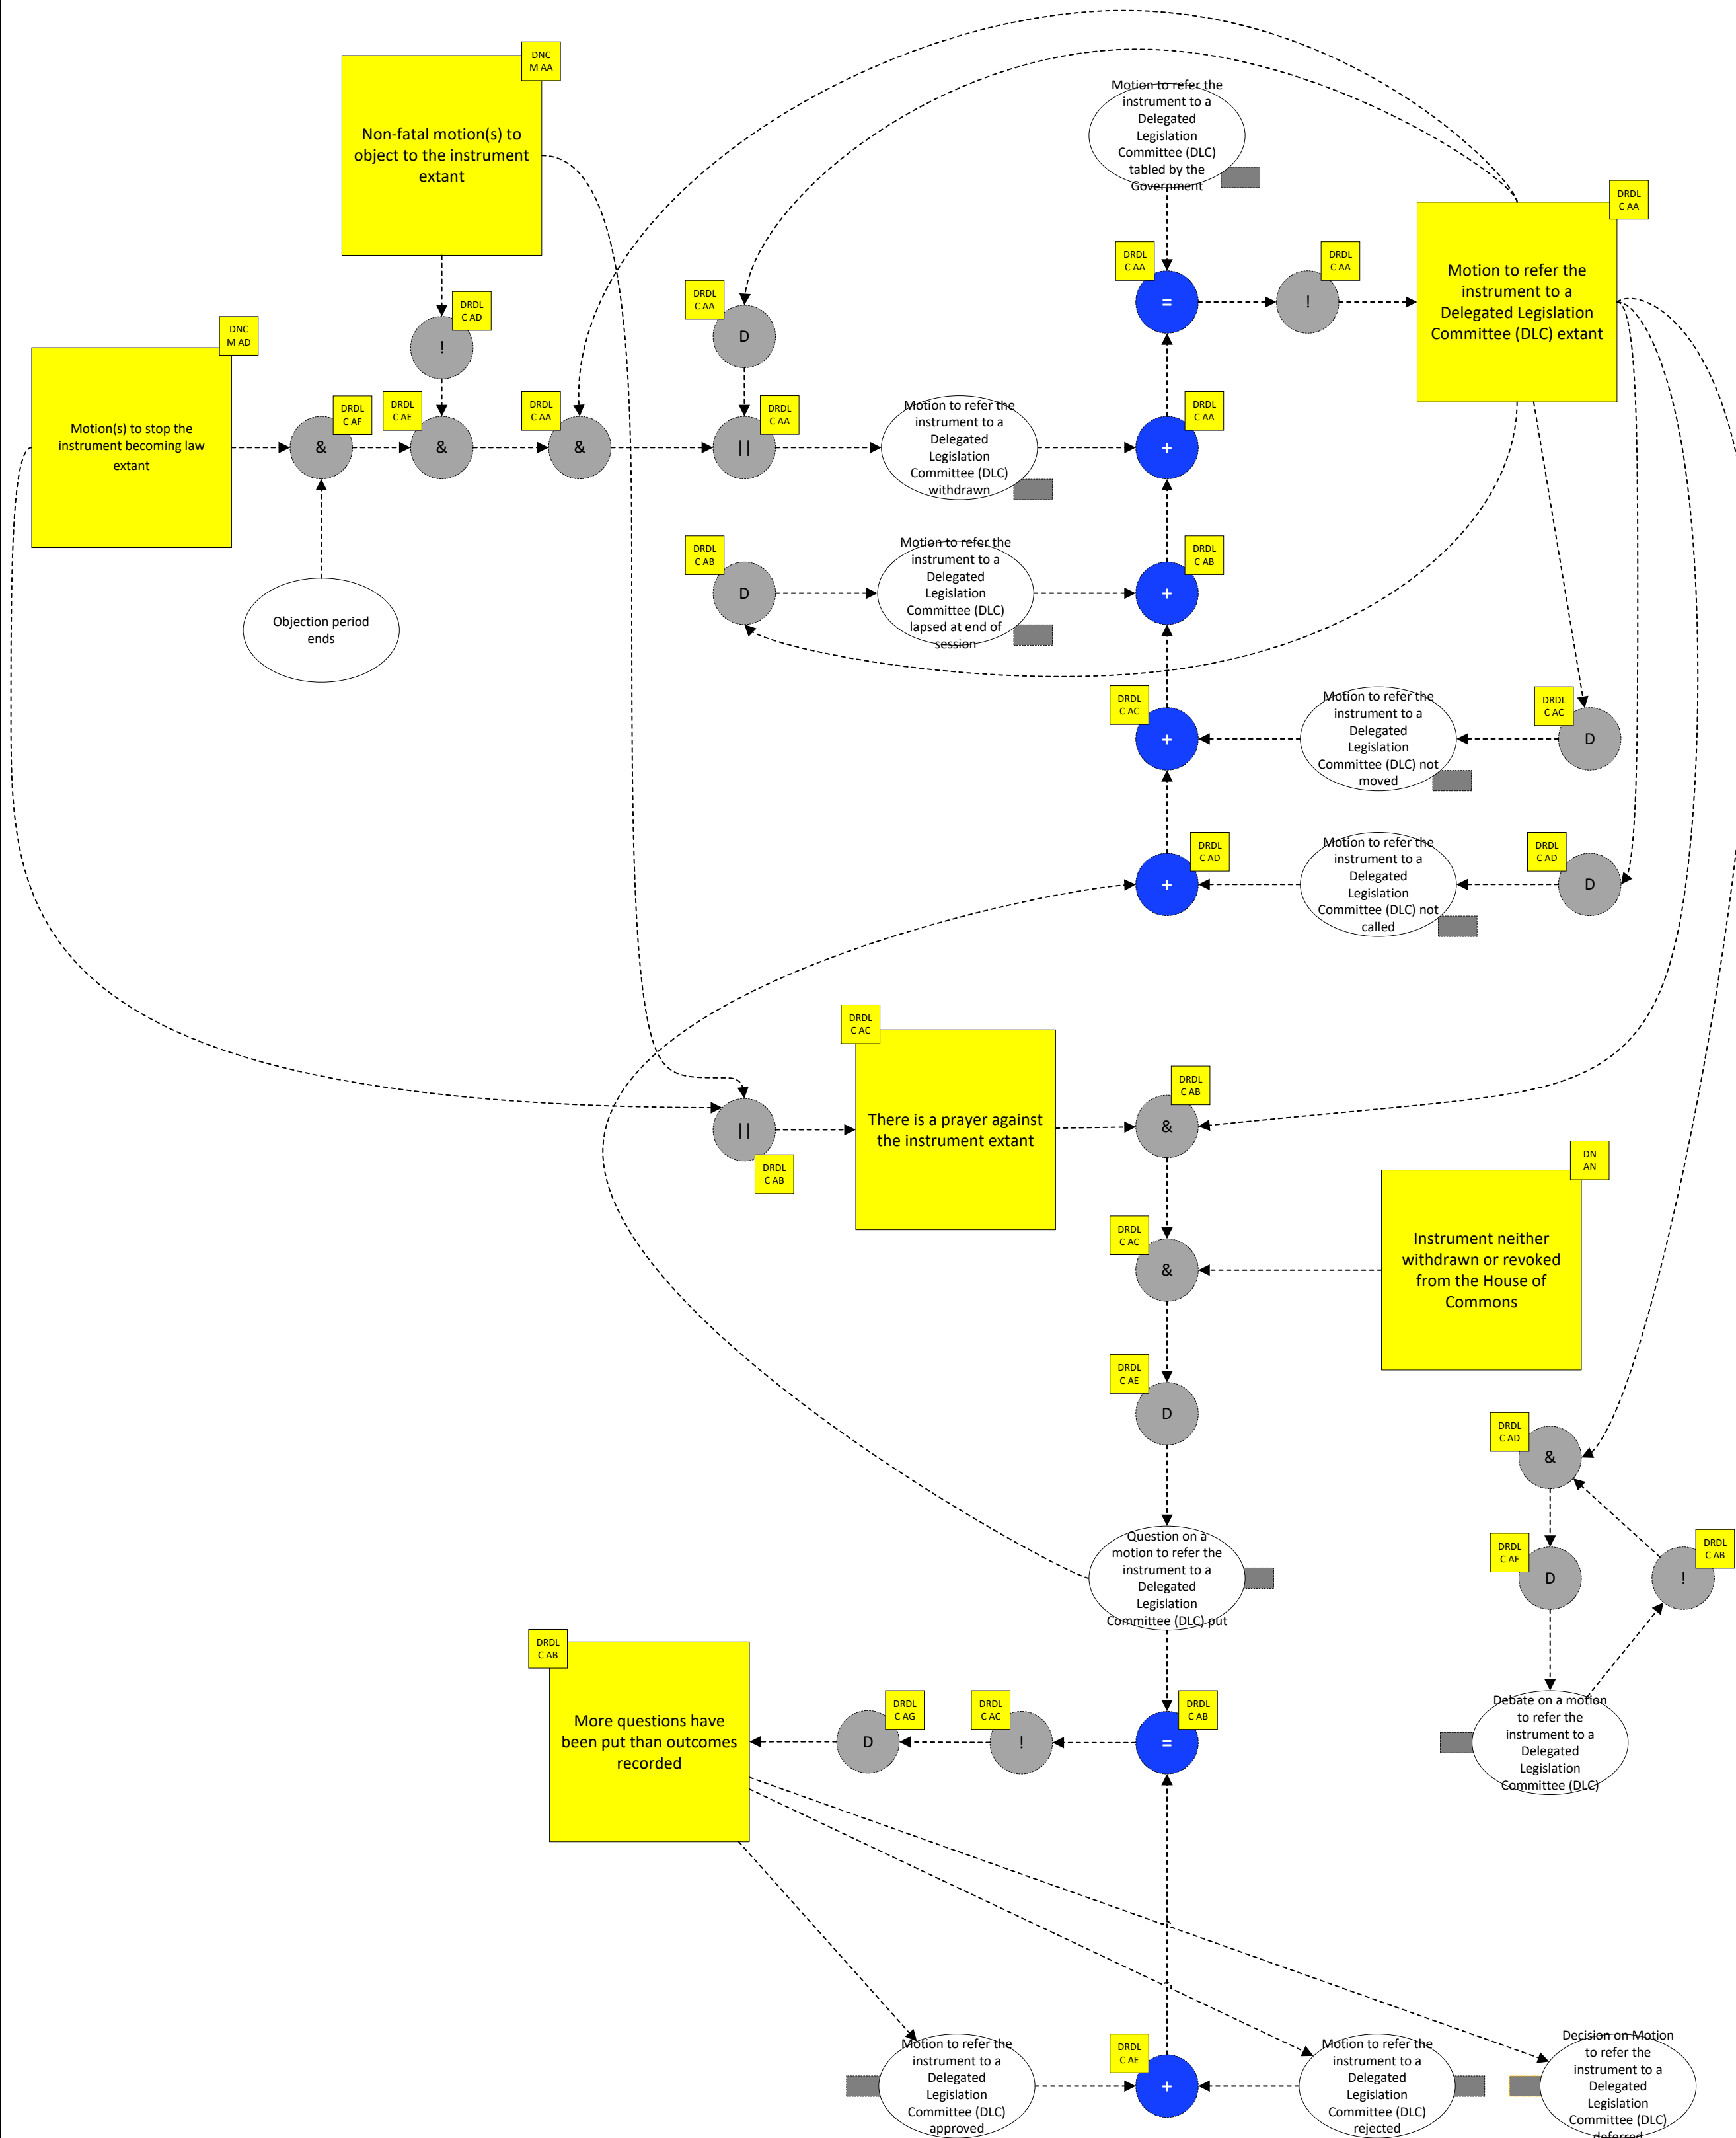 DNC
M AA
Non-fatal motion(s) to
object to the instrument
extant
Motion to refer the
instrument to a
Delegated
Legislation
Committee (DLC)
tabled by the
Government
DRDL
C AA
Motion to refer the
instrument to a
Delegated Legislation
Committee (DLC) extant
DRDL
C AA
=
DRDL
C AA
!
DRDL
C AA
D
DRDL
C AD
!
DNC
M AD
Motion(s) to stop the
instrument becoming law
extant
DRDL
C AF
&
DRDL
C AE
&
DRDL
C AA
&
DRDL
C AA
||
Motion to refer the
instrument to a
Delegated
Legislation
Committee (DLC)
withdrawn
DRDL
C AA
+
Objection period
ends
DRDL
C AB
D
Motion to refer the
instrument to a
Delegated
Legislation
Committee (DLC)
lapsed at end of
session
DRDL
C AB
+
DRDL
C AC
+
Motion to refer the
instrument to a
Delegated
Legislation
Committee (DLC) not
moved
DRDL
C AC
D
DRDL
C AD
+
Motion to refer the
instrument to a
Delegated
Legislation
Committee (DLC) not
called
DRDL
C AD
D
DRDL
C AC
There is a prayer against
the instrument extant
||
DRDL
C AB
DRDL
C AB
&
DN
AN
Instrument neither
withdrawn or revoked
from the House of
Commons
DRDL
C AC
&
DRDL
C AE
D
DRDL
C AD
&
DRDL
C AF
D
DRDL
C AB
!
Question on a
motion to refer the
instrument to a
Delegated
Legislation
Committee (DLC) put
DRDL
C AB
More questions have
been put than outcomes
recorded
DRDL
C AG
D
DRDL
C AC
!
DRDL
C AB
=
Debate on a motion
to refer the
instrument to a
Delegated
Legislation
Committee (DLC)
Motion to refer the
instrument to a
Delegated
Legislation
Committee (DLC)
approved
DRDL
C AE
+
Motion to refer the
instrument to a
Delegated
Legislation
Committee (DLC)
rejected
Decision on Motion
to refer the
instrument to a
Delegated
Legislation
Committee (DLC)
deferred